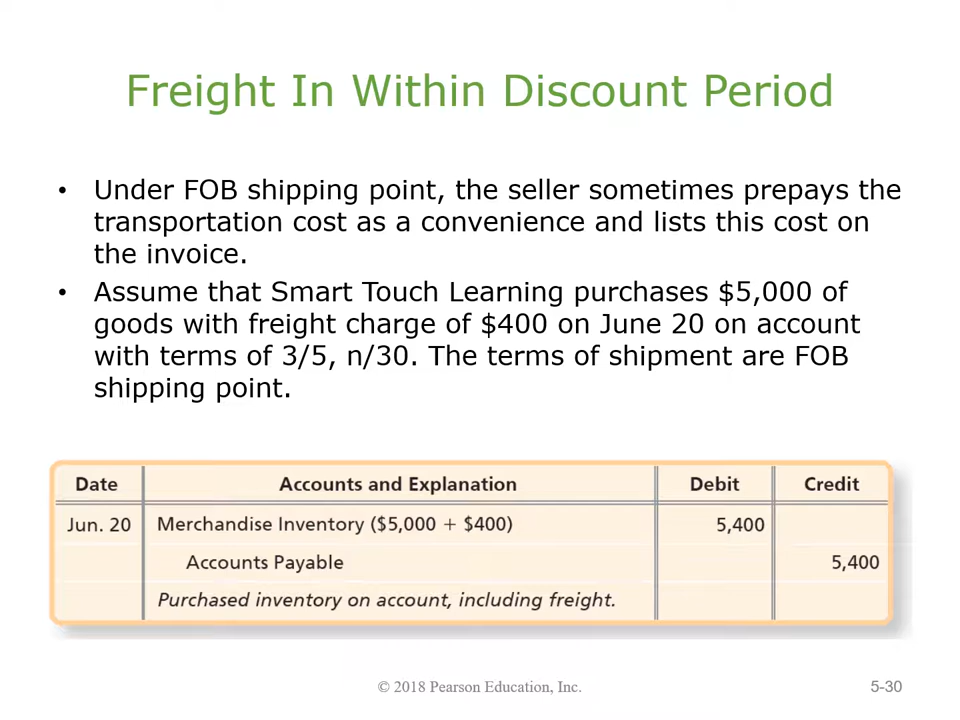 Freight In Within Discount Period
• Under FOB shipping point, the seller sometimes prepays the
transportation cost as a convenience and lists this cost on
the invoice.
• Assume that Smart Touch Learning purchases $5,000 of
goods with freight charge of $400 on June 20 on account
with terms of 3/5, n/30. The terms of shipment are FOB
shipping point.
Date Accounts and Explanation Debit Credit
Jun. 20 Merchandise Inventory ($5,000 + $400) 5,400
Accounts Payable 5,400
Purchased inventory on account, including freight.
© 2018 Pearson Education, Inc. 5-30